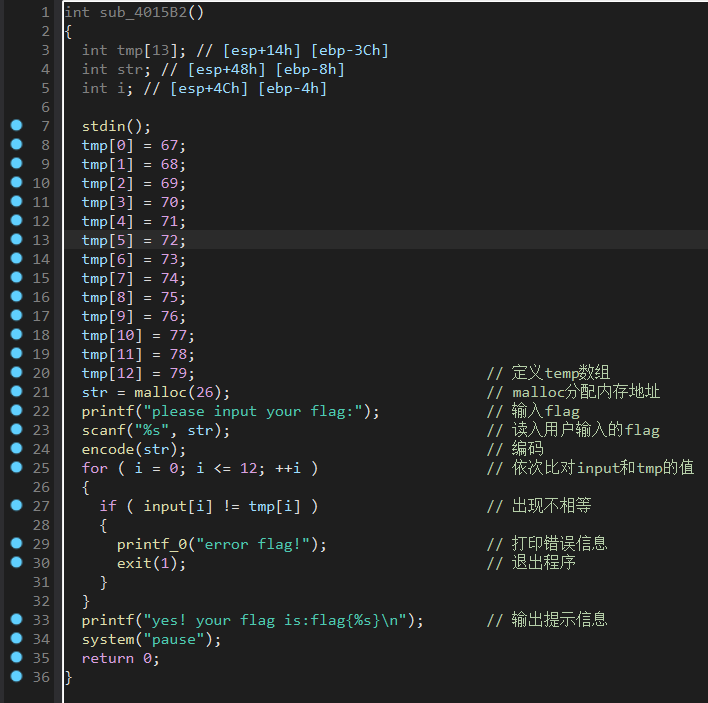 1 int sub_4015B2()
2 {
3 int tmp[13]; // [esp+14h] [ebp-3Ch]
4 int str; // [esp+48h] [ebp-8h]
5 int i; // [esp+4Ch] [ebp-4h]
6
7 stdin();
8 tmp[0] = 67;
9 tmp[1] = 68;
10 tmp[2] = 69;
11 tmp[3] = 70;
12 tmp[4] = 71;
13 tmp[5] = 72;
14 tmp[6] = 73;
15 tmp[7] = 74;
16 tmp[8] = 75;
17 tmp[9] = 76;
18 tmp[10] = 77;
19 tmp[11] = 78;
20 tmp[12] = 79; // 定义temp数组
21 str = malloc(26); // malloc分配内存地址
22 printf("please input your flag:"); // 输入flag
23 scanf("%s", str); // 读入用户输入的flag
24 encode(str); // 编码
25 for ( i = 0; i <= 12; ++i ) // 依次比对input和tmp的值
26 {
27 if ( input[i] != tmp[i] ) // 出现不相等
28 {
29 printf_0("error flag!"); // 打印错误信息
30 exit(1); // 退出程序
31 }
32 }
33 printf("yes! your flag is:flag{%s}\n"); // 输出提示信息
34 system("pause");
35 return 0;
36 }